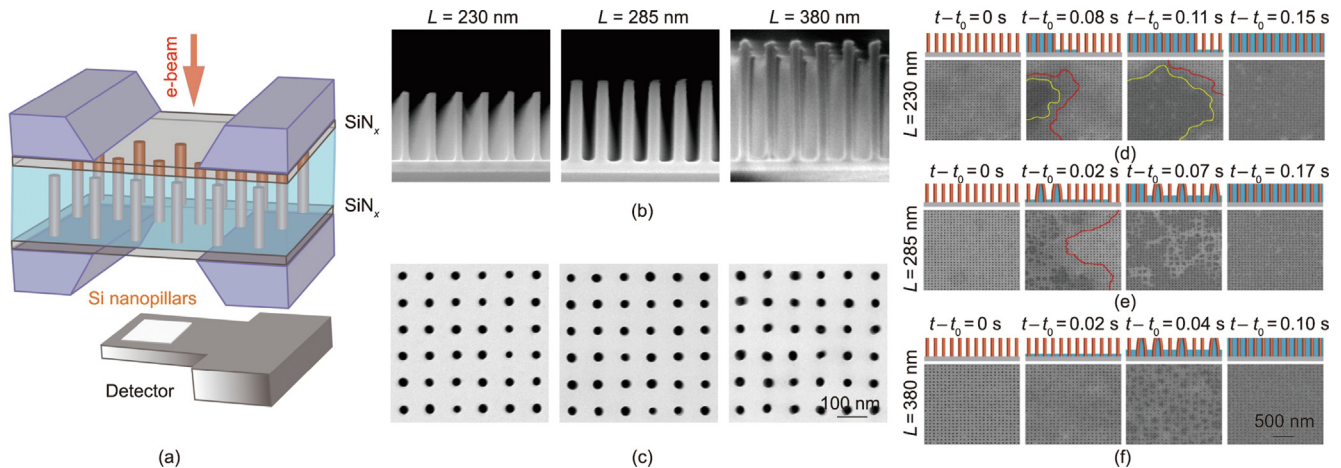 e-beam
SiNx
SiNx
Si nanopillars
Detector
(a)
L = 230 nm
285 nm
L = 380 nm
(b)
100 nm
(c)
t − t0 = 0 s
t − t0 = 0.08 s
t − t0 = 0.11 s
t − t0 = 0.15 s
L = 230 nm
(d)
t − t0 = 0 s
t − t0 = 0.02 s
t − t0 = 0.07 s
t − t0 = 0.17 s
L = 285 nm
(e)
t − t0 = 0 s
t − t0 = 0.02 s
t − t0 = 0.04 s
t − t0 = 0.10 s
L = 380 nm
500 nm
(f)